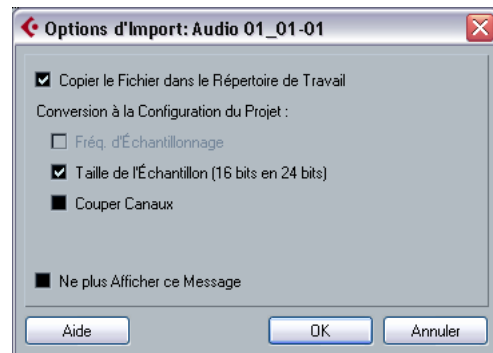 Options d'Import: Audio 01_01-01
Copier le Fichier dans le Répertoire de Travail
Conversion à la Configuration du Projet :
Fréq. d'Échantillonnage
Taille de l'Échantillon (16 bits en 24 bits)
Couper Canaux
Ne plus Afficher ce Message
Aide OK Annuler